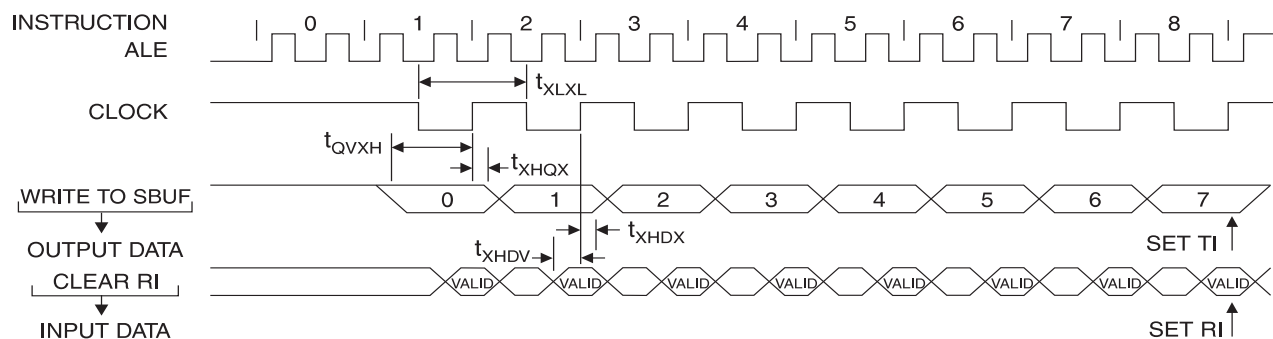 INSTRUCTION 0 1 2 3 4 5 6 7 8
ALE
tXLXL
CLOCK
tQVXH
tXHQX
WRITE TO SBUF 0 1 2 3 4 5 6 7
tXHDX
OUTPUT DATA SET TI
tXHDV
CLEAR RI VALID VALID VALID VALID VALID VALID VALID VALID
INPUT DATA SET RI